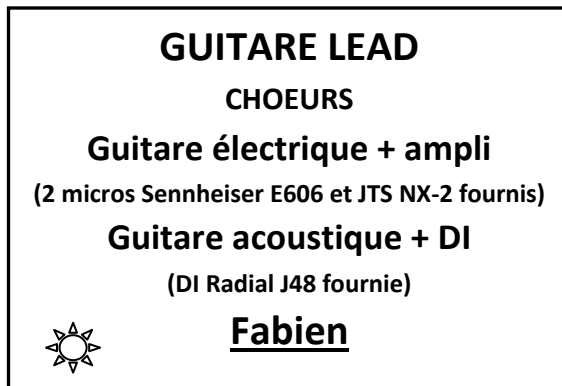 GUITARE LEAD
CHOEURS
Guitare électrique + ampli
(2 micros Sennheiser E606 et JTS NX-2 fournis)
Guitare acoustique + DI
(DI Radial J48 fournie)
Fabien